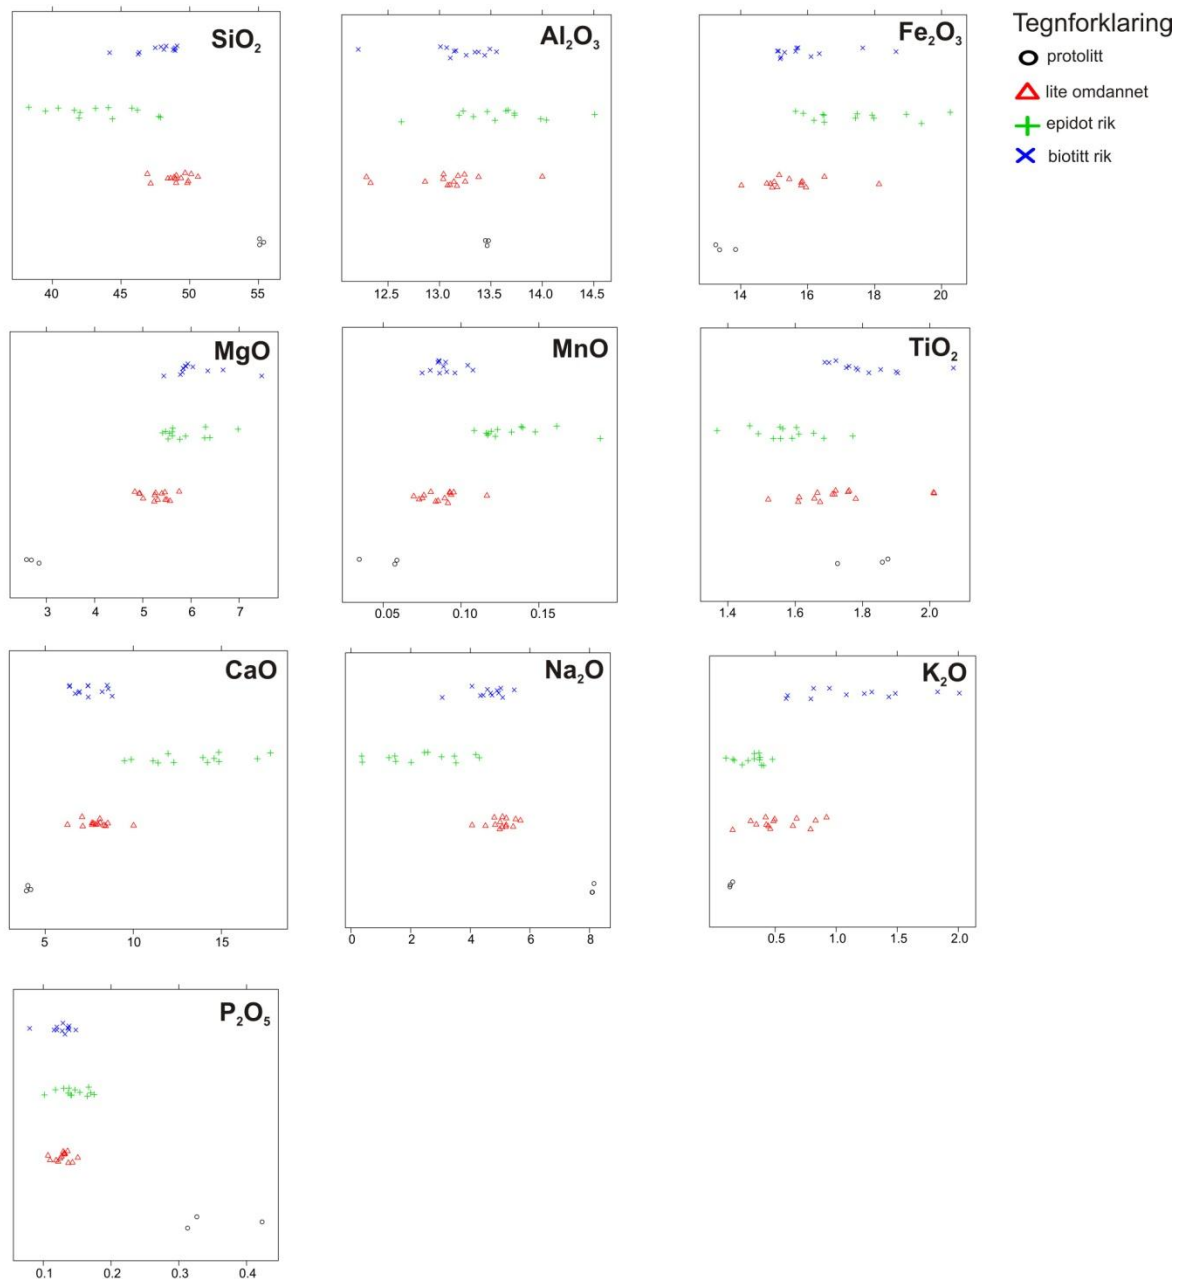 SiO₂
Al₂O₃
Fe₂O₃
Tegnforklaring
protolitt
lite omdannet
epidot rik
biotitt rik
40 45 50 55
12.5 13.0 13.5 14.0 14.5
14 16 18 20
MgO
MnO
TiO₂
3 4 5 6 7
0.05 0.10 0.15
1.4 1.6 1.8 2.0
CaO
Na₂O
K₂O
5 10 15
0 2 4 6 8
0.5 1.0 1.5 2.0
P₂O₅
0.1 0.2 0.3 0.4